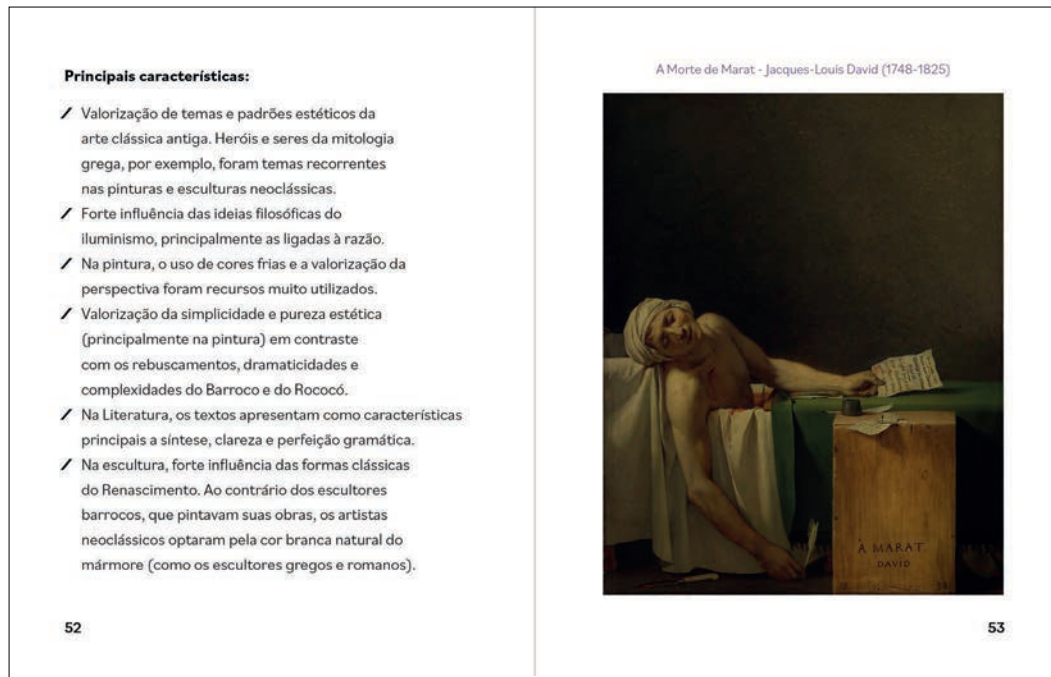 Principais características:
/ Valorização de temas e padrões estéticos da
arte clássica antiga. Heróis e seres da mitologia
grega, por exemplo, foram temas recorrentes
nas pinturas e esculturas neoclássicas.
/ Forte influência das ideias filosóficas do
iluminismo, principalmente as ligadas à razão.
/ Na pintura, o uso de cores frias e a valorização da
perspectiva foram recursos muito utilizados.
/ Valorização da simplicidade e pureza estética
(principalmente na pintura) em contraste
com os rebuscamentos, dramaticidades e
complexidades do Barroco e do Rococó.
/ Na Literatura, os textos apresentam como características
principais a síntese, clareza e perfeição gramática.
/ Na escultura, forte influência das formas clássicas
do Renascimento. Ao contrário dos escultores
barrocos, que pintavam suas obras, os artistas
neoclássicos optaram pela cor branca natural do
mármore (como os escultores gregos e romanos).
52
A Morte de Marat - Jacques-Louis David (1748-1825)
À MARAT.
DAVID
53